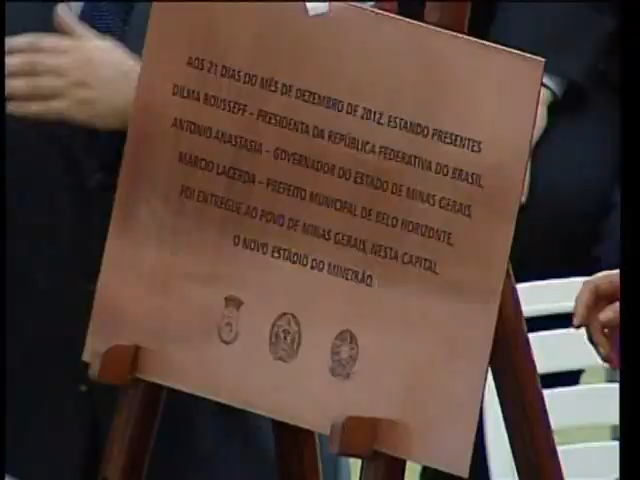 AOS 21 DIAS DO MÊS DE DEZEMBRO DE 2012, ESTANDO PRESENTES
DILMA ROUSSEFF – PRESIDENTA DA REPÚBLICA FEDERATIVA DO BRASIL,
ANTONIO ANASTASIA – GOVERNADOR DO ESTADO DE MINAS GERAIS,
MARCIO LACERDA – PREFEITO MUNICIPAL DE BELO HORIZONTE,
FOI ENTREGUE AO POVO DE MINAS GERAIS, NESTA CAPITAL,
O NOVO ESTÁDIO DO MINEIRÃO.